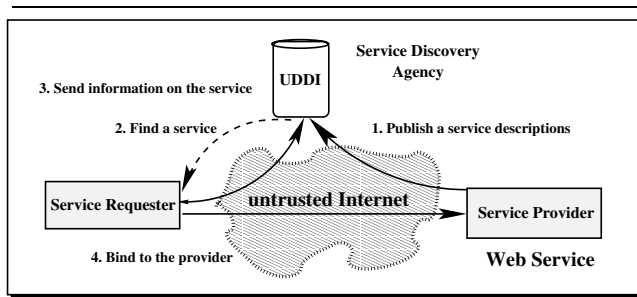 Service Discovery
Agency
UDDI
3. Send information on the service
2. Find a service
1. Publish a service descriptions
untrusted Internet
Service Requester
Service Provider
4. Bind to the provider
Web Service